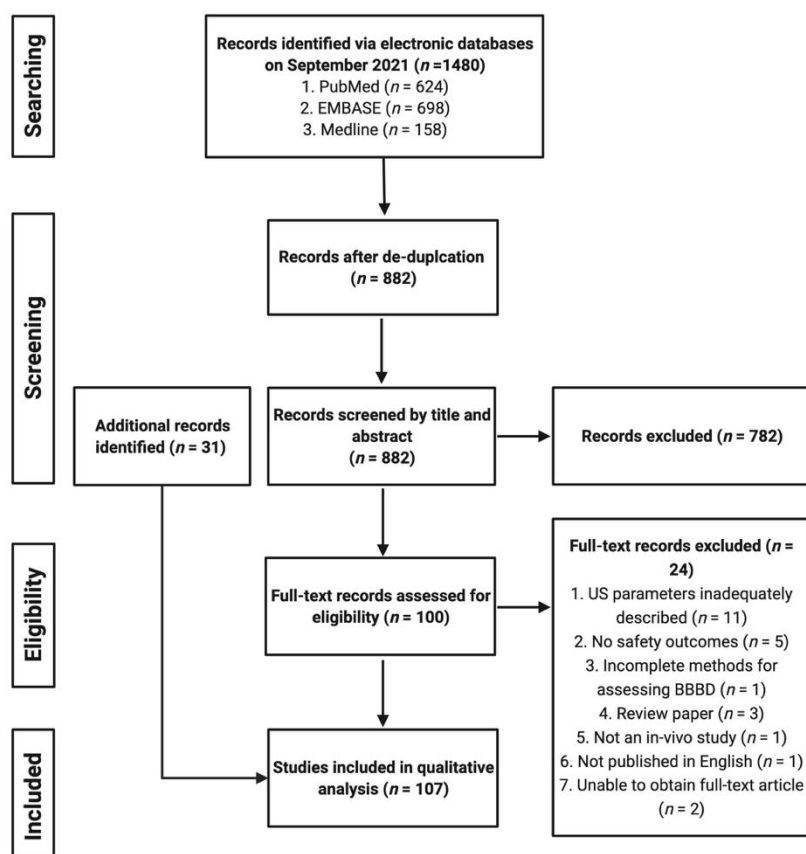 Searching
Records identified via electronic databases
on September 2021 (n =1480)
1. PubMed (n = 624)
2. EMBASE (n = 698)
3. Medline (n = 158)
Screening
Records after de-duplcation
(n = 882)
Additional records
identified (n = 31)
Records screened by title and
abstract
(n = 882)
Records excluded (n = 782)
Eligibility
Full-text records assessed for
eligibility (n = 100)
Full-text records excluded (n =
24)
1. US parameters inadequately
described (n = 11)
2. No safety outcomes (n = 5)
3. Incomplete methods for
assessing BBBD (n = 1)
4. Review paper (n = 3)
5. Not an in-vivo study (n = 1)
6. Not published in English (n = 1)
7. Unable to obtain full-text article
(n = 2)
Included
Studies included in qualitative
analysis (n = 107)